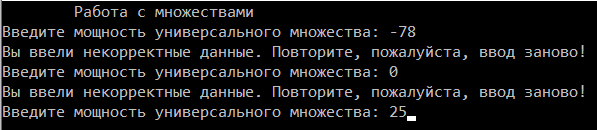 Работа с множествами
Введите мощность универсального множества: -78
Вы ввели некорректные данные. Повторите, пожалуйста, ввод заново!
Введите мощность универсального множества: 0
Вы ввели некорректные данные. Повторите, пожалуйста, ввод заново!
Введите мощность универсального множества: 25